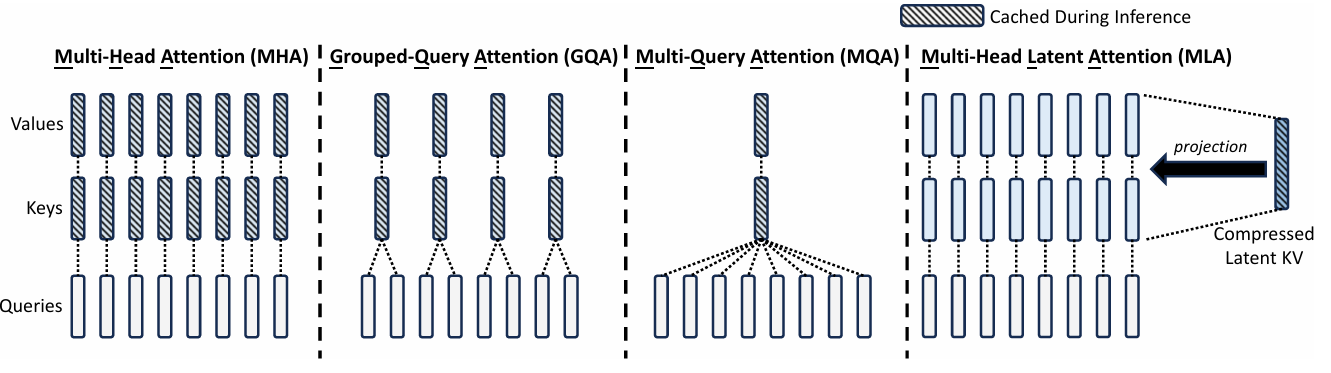 Cached During Inference
Multi-Head Attention (MHA)
Grouped-Query Attention (GQA)
Multi-Query Attention (MQA)
Multi-Head Latent Attention (MLA)
Values
Keys
Queries
projection
Compressed
Latent KV